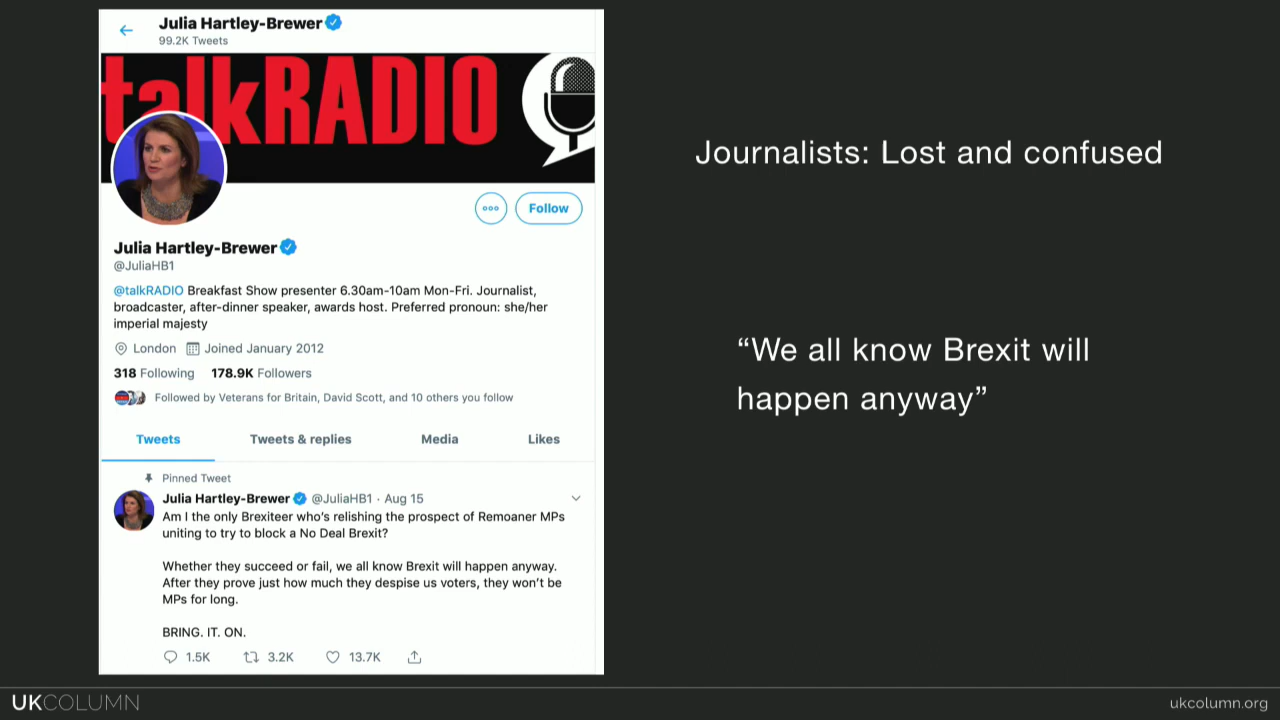 Julia Hartley-Brewer
99.2K Tweets
talkRADIO
Follow
Julia Hartley-Brewer
@JuliaHB1
@talkRADIO Breakfast Show presenter 6.30am-10am Mon-Fri. Journalist,
broadcaster, after-dinner speaker, awards host. Preferred pronoun: she/her
imperial majesty
London Joined January 2012
318 Following 178.9K Followers
Followed by Veterans for Britain, David Scott, and 10 others you follow
Tweets Tweets & replies Media Likes
Pinned Tweet
Julia Hartley-Brewer @JuliaHB1 · Aug 15
Am I the only Brexiteer who's relishing the prospect of Remoaner MPs
uniting to try to block a No Deal Brexit?
Whether they succeed or fail, we all know Brexit will happen anyway.
After they prove just how much they despise us voters, they won't be
MPs for long.
BRING. IT. ON.
1.5K 3.2K 13.7K
Journalists: Lost and confused
“We all know Brexit will
happen anyway”
UKCOLUMN
ukcolumn.org